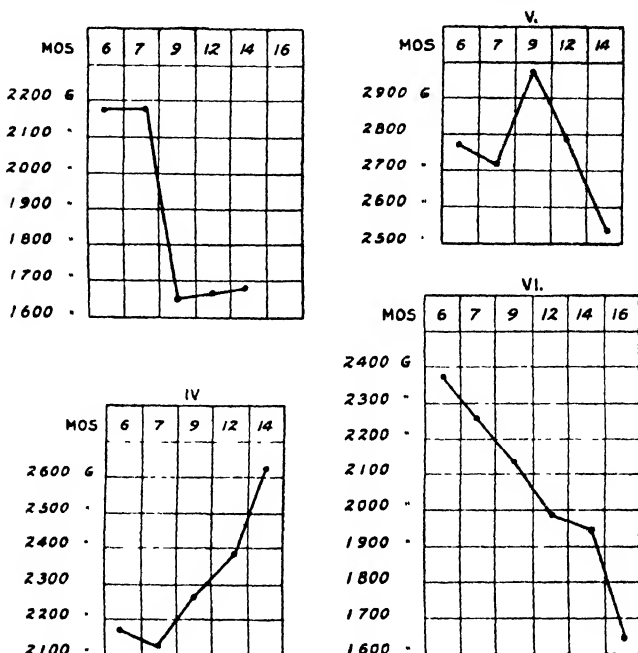 MOS 6 7 9 12 14 16
2200 G
2100 "
2000 "
1900 "
1800 "
1700 "
1600 "
V.
MOS 6 7 9 12 14
2900 G
2800
2700 "
2600 "
2500 "
IV
MOS 6 7 9 12 14
2600 G
2500 "
2400 "
2300 "
2200 "
2100 "
VI.
MOS 6 7 9 12 14 16
2400 G
2300 "
2200 "
2100 "
2000 "
1900 "
1800
1700 "
1600 "